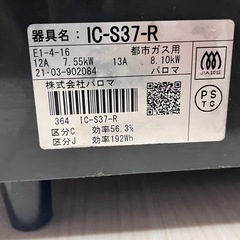 器具名: IC-S37-R
E1-4-16 都市ガス用
12A 7.55kW 13A 8.10kW
21・03-902084 パロマ
JIA認証
株式会社パロマ
PS
TG
364 IC-S37-R
区分C 効率56.3%
区分J 効率192Wh